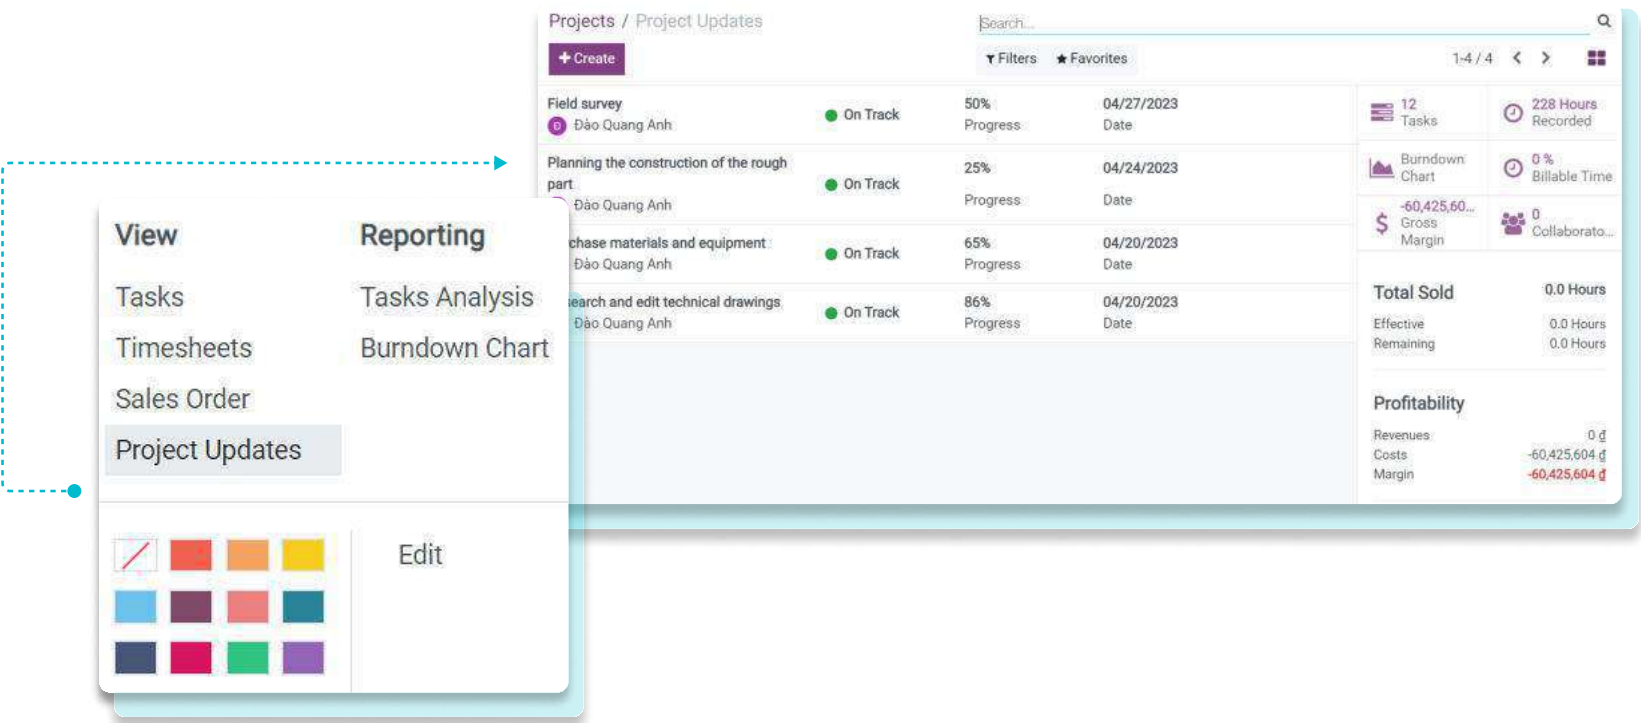 Projects / Project Updates
Search...
+ Create
Filters
Favorites
1-4 / 4
Field survey
Đ Đào Quang Anh
On Track
50%
Progress
04/27/2023
Date
Planning the construction of the rough
part
Đào Quang Anh
On Track
25%
Progress
04/24/2023
Date
chase materials and equipment
Đào Quang Anh
On Track
65%
Progress
04/20/2023
Date
earch and edit technical drawings
Đào Quang Anh
On Track
86%
Progress
04/20/2023
Date
12
Tasks
228 Hours
Recorded
Burndown
Chart
0 %
Billable Time
-60,425,60...
Gross
Margin
0
Collaborato...
Total Sold 0.0 Hours
Effective 0.0 Hours
Remaining 0.0 Hours
Profitability
Revenues 0 ₫
Costs -60,425,604 ₫
Margin -60,425,604 ₫
View
Tasks
Timesheets
Sales Order
Project Updates
Reporting
Tasks Analysis
Burndown Chart
Edit